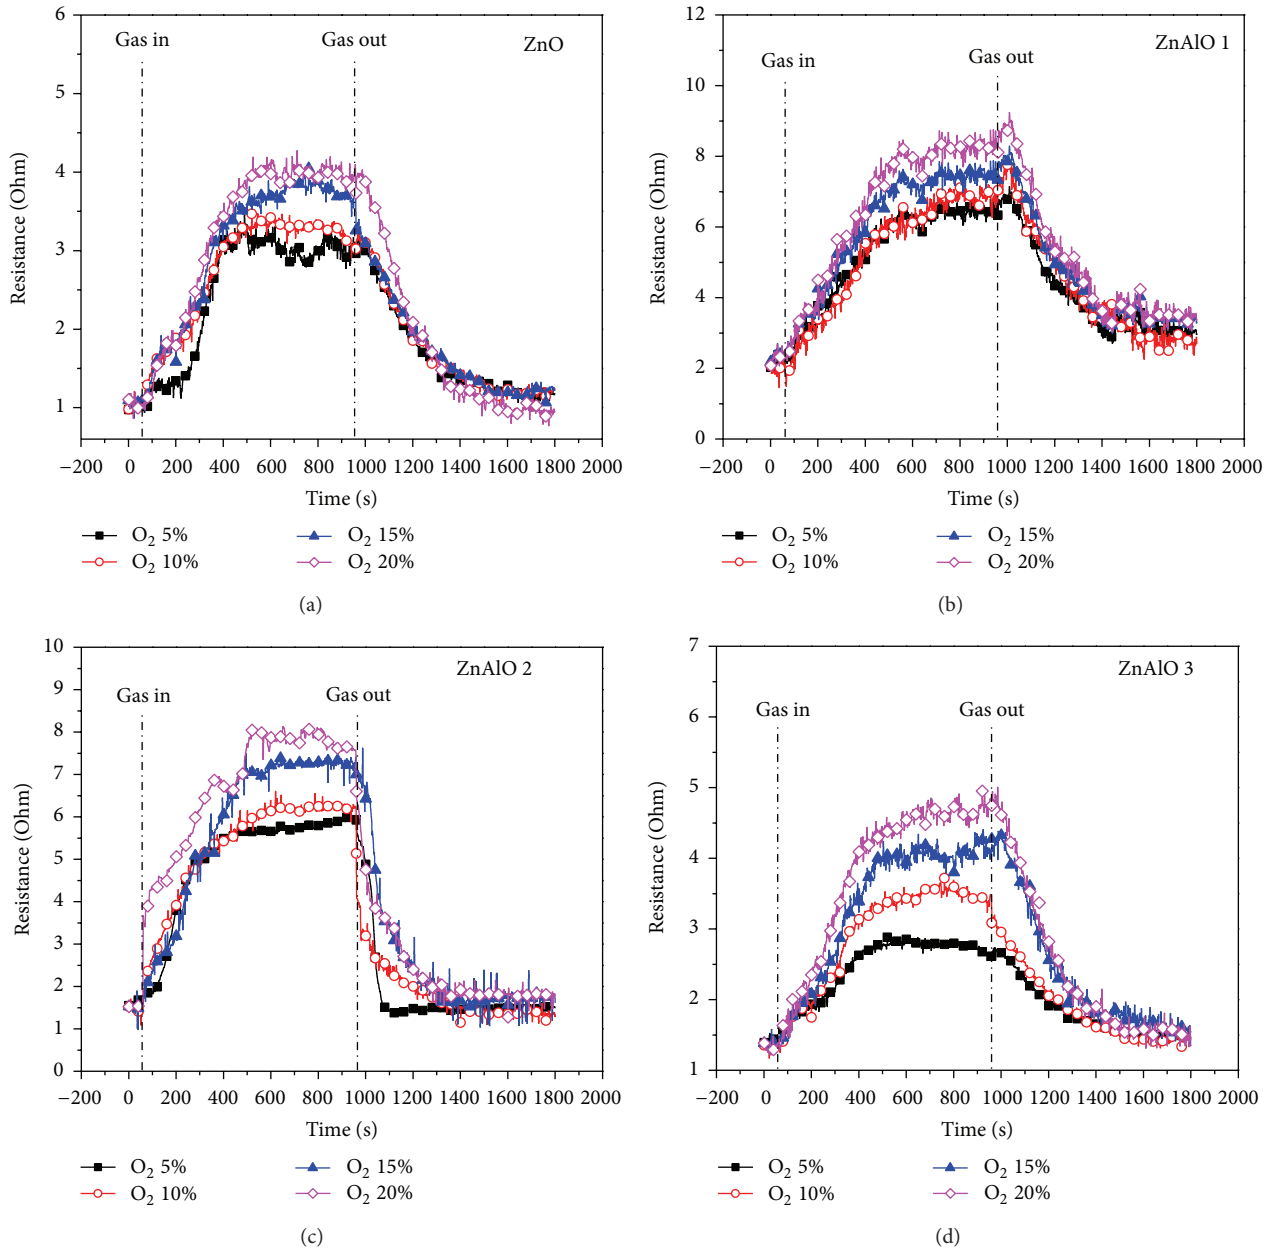 6
5
4
3
2
1
Resistance (Ohm)
Gas in
Gas out
ZnO
−200 0 200 400 600 800 1000 1200 1400 1600 1800 2000
Time (s)
O₂ 5%
O₂ 10%
O₂ 15%
O₂ 20%
(a)
12
10
8
6
4
2
0
Resistance (Ohm)
Gas in
Gas out
ZnAlO 1
−200 0 200 400 600 800 1000 1200 1400 1600 1800 2000
Time (s)
O₂ 5%
O₂ 10%
O₂ 15%
O₂ 20%
(b)
10
9
8
7
6
5
4
3
2
1
0
Resistance (Ohm)
Gas in
Gas out
ZnAlO 2
−200 0 200 400 600 800 1000 1200 1400 1600 1800 2000
Time (s)
O₂ 5%
O₂ 10%
O₂ 15%
O₂ 20%
(c)
7
6
5
4
3
2
1
Resistance (Ohm)
Gas in
Gas out
ZnAlO 3
−200 0 200 400 600 800 1000 1200 1400 1600 1800 2000
Time (s)
O₂ 5%
O₂ 10%
O₂ 15%
O₂ 20%
(d)